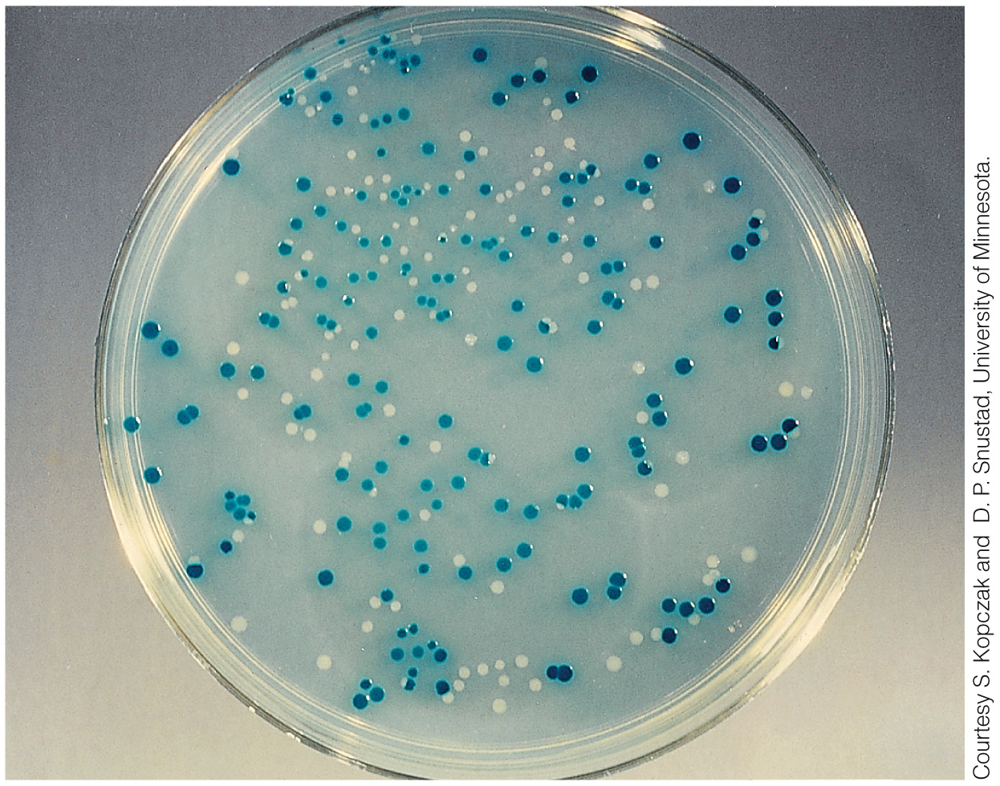 Courtesy S. Kopczak and D. P. Snustad, University of Minnesota.